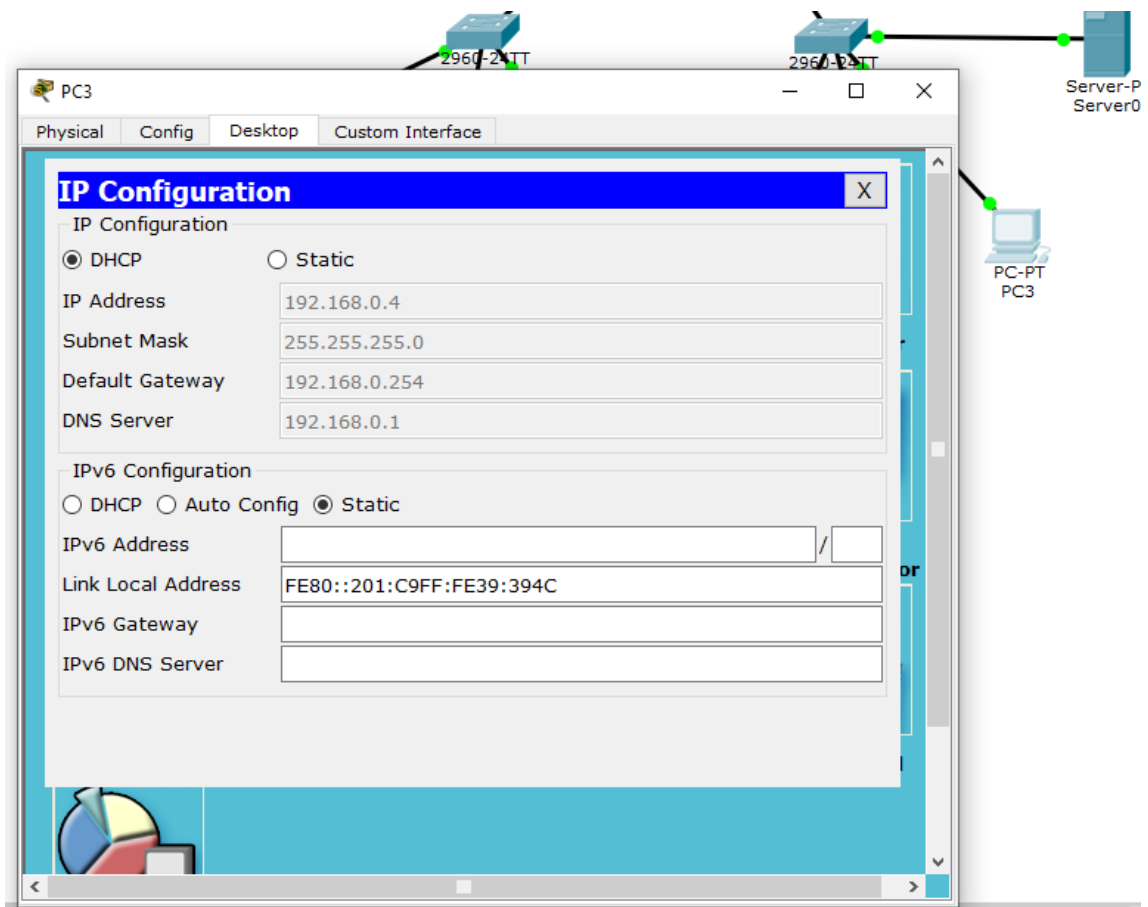 2960-24TT
2960-24TT
Server-P
Server0
PC3
Physical Config Desktop Custom Interface
IP Configuration X
IP Configuration
DHCP Static
IP Address 192.168.0.4
Subnet Mask 255.255.255.0
Default Gateway 192.168.0.254
DNS Server 192.168.0.1
IPv6 Configuration
DHCP Auto Config Static
IPv6 Address /
Link Local Address FE80::201:C9FF:FE39:394C
IPv6 Gateway
IPv6 DNS Server
or
PC-PT
PC3